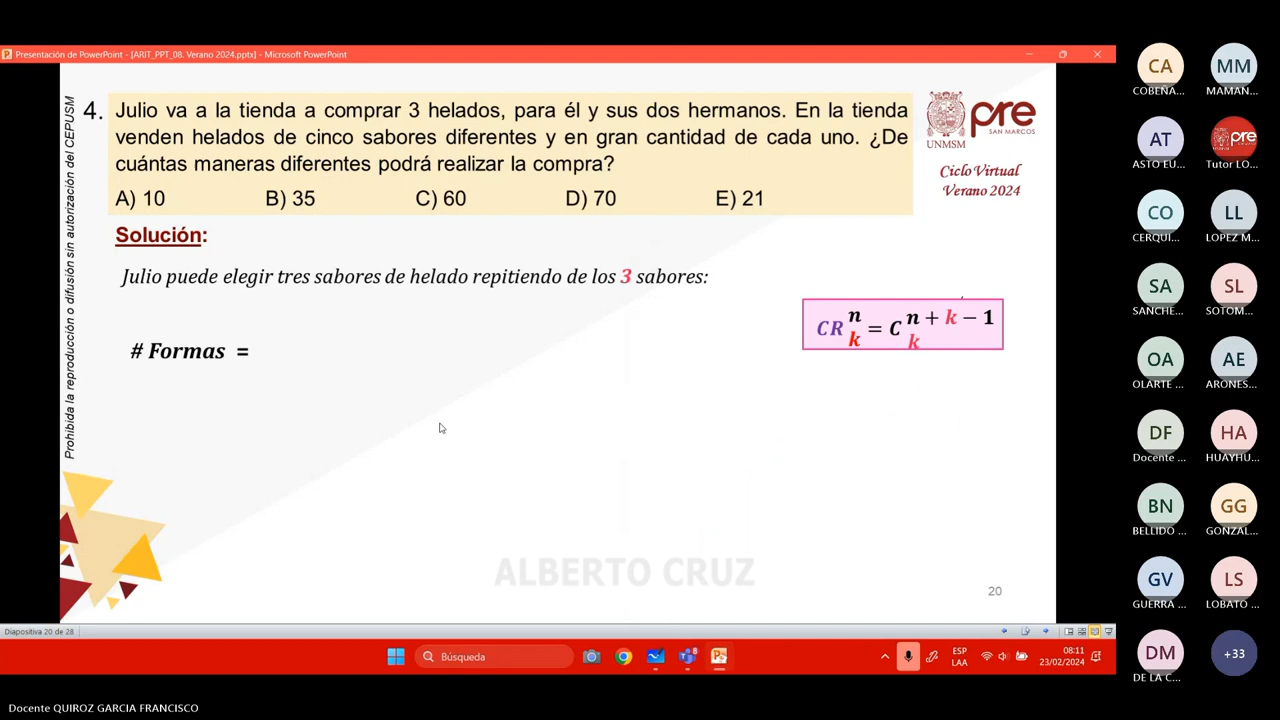 Presentación de PowerPoint - [ARIT_PPT_08. Verano 2024.pptx] - Microsoft PowerPoint
Prohibida la reproducción o difusión sin autorización del CEPUSM
4. Julio va a la tienda a comprar 3 helados, para él y sus dos hermanos. En la tienda
venden helados de cinco sabores diferentes y en gran cantidad de cada uno. ¿De
cuántas maneras diferentes podrá realizar la compra?
A) 10 B) 35 C) 60 D) 70 E) 21
UNMSM
pre
SAN MARCOS
Ciclo Virtual
Verano 2024
Solución:
Julio puede elegir tres sabores de helado repitiendo de los 3 sabores:
CR n k = C n + k − 1 k
# Formas =
ALBERTO CRUZ
20
Diapositiva 20 de 28
Búsqueda
8
ESP
LAA
08:11
23/02/2024
Docente QUIROZ GARCIA FRANCISCO
CA
COBEÑA...
MM
MAMAN...
AT
ASTO EU...
pre
Tutor LO...
CO
CERQUI...
LL
LOPEZ M...
SA
SANCHE...
SL
SOTOM...
OA
OLARTE ...
AE
ARONES...
DF
Docente ...
HA
HUAYHU...
BN
BELLIDO ...
GG
GONZAL...
GV
GUERRA ...
LS
LOBATO ...
DM
DE LA C...
+33